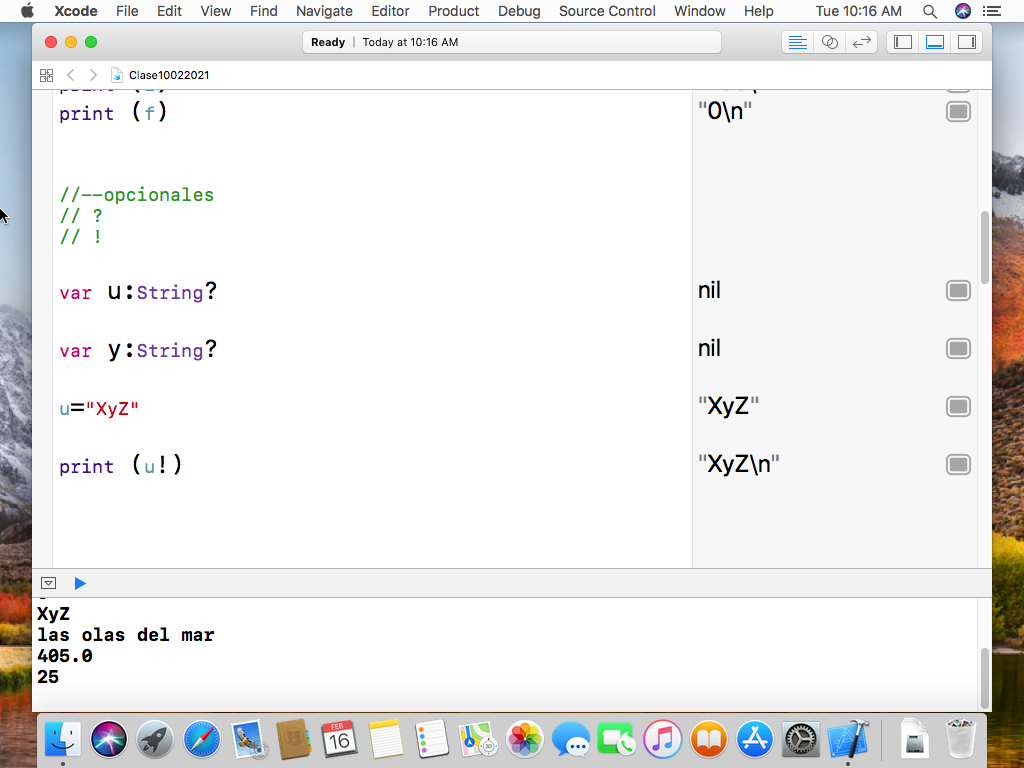 Xcode File Edit View Find Navigate Editor Product Debug Source Control Window Help Tue 10:16 AM
Ready | Today at 10:16 AM
Clase10022021
print (f) "0\n"
//--opcionales
// ?
// !
var u:String? nil
var y:String? nil
u="XyZ" "XyZ"
print (u!) "XyZ\n"
XyZ
las olas del mar
405.0
25
FEB
16